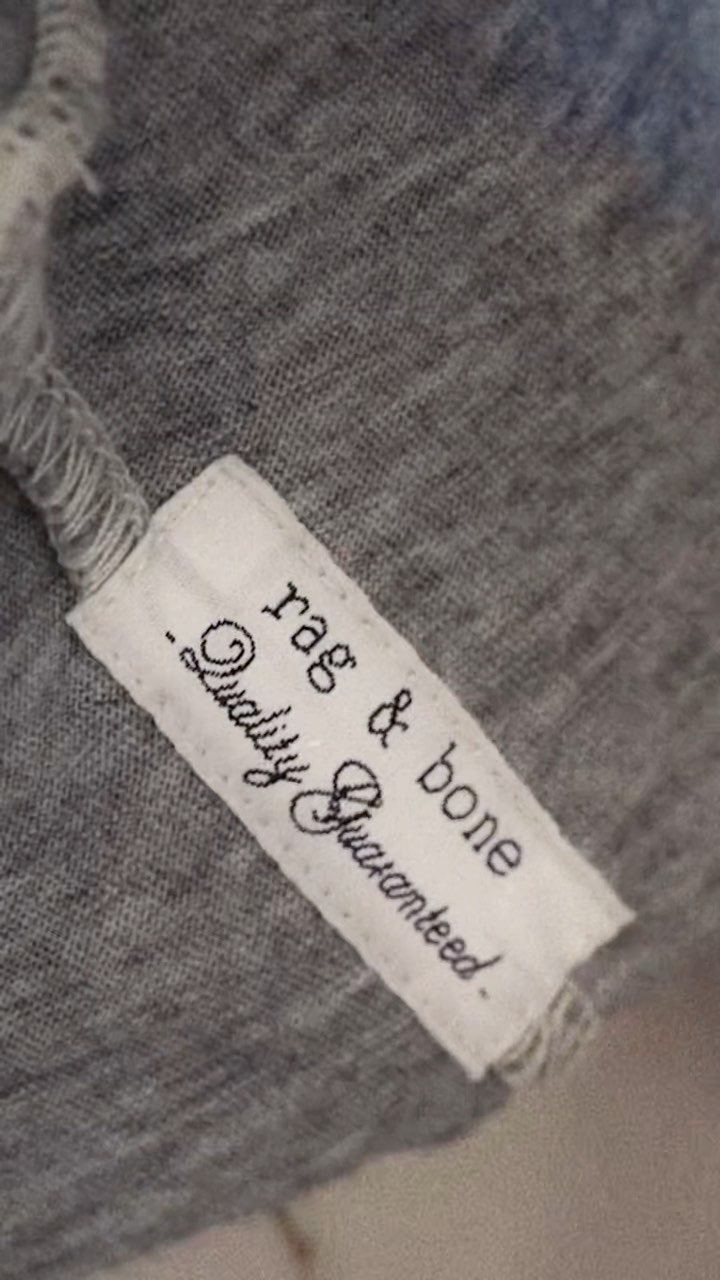 rag & bone
-Quality Guaranteed-